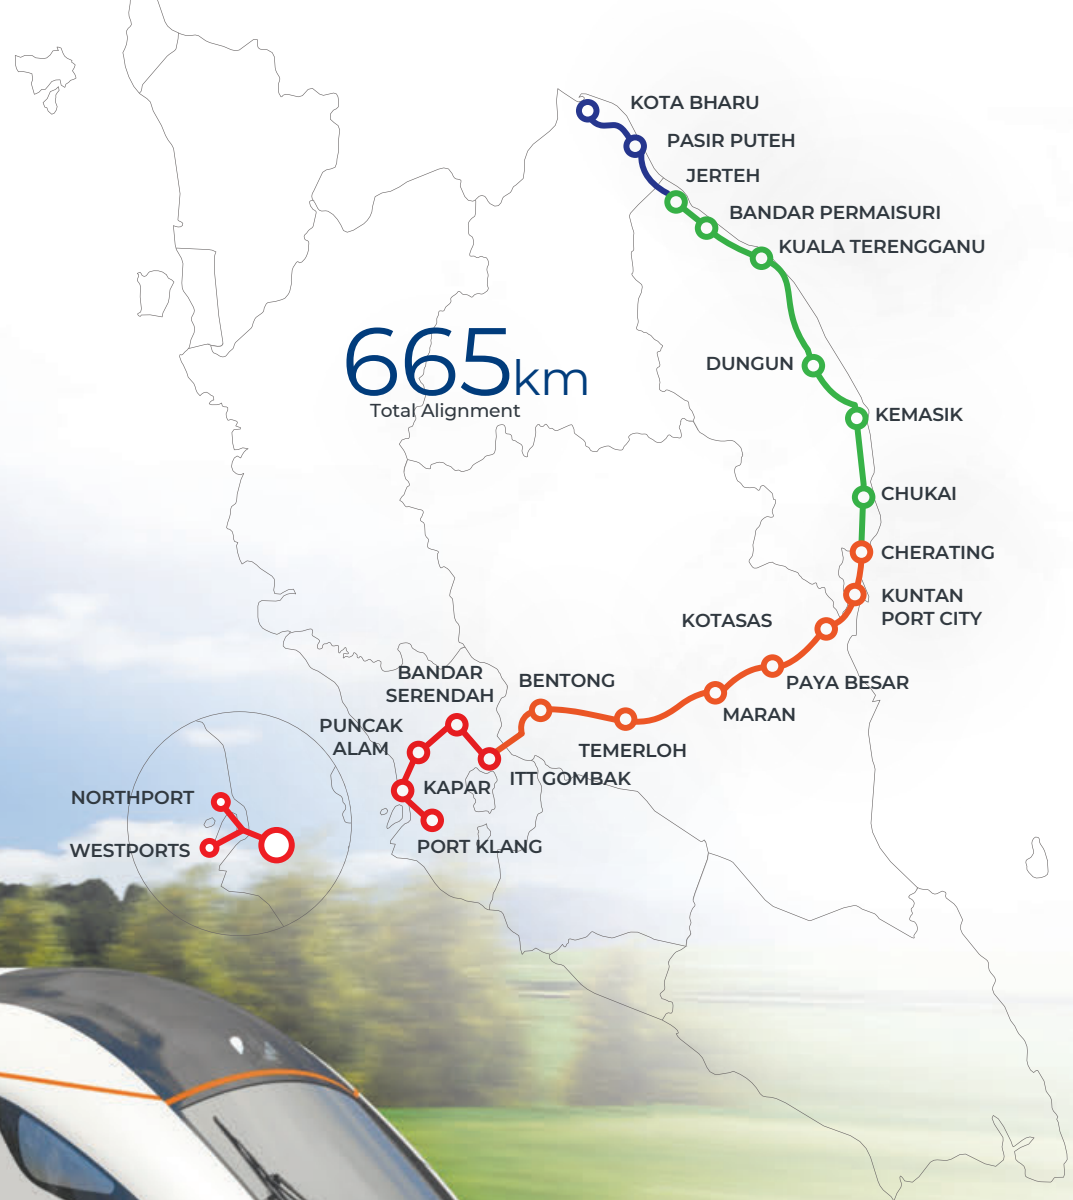 KOTA BHARU
PASIR PUTEH
JERTEH
BANDAR PERMAISURI
KUALA TERENGGANU
665km
Total Alignment
DUNGUN
KEMASIK
CHUKAI
CHERATING
KUNTAN
PORT CITY
KOTASAS
PAYA BESAR
MARAN
BENTONG
TEMERLOH
BANDAR
SERENDAH
PUNCAK
ALAM
ITT GOMBAK
KAPAR
PORT KLANG
NORTHPORT
WESTPORTS